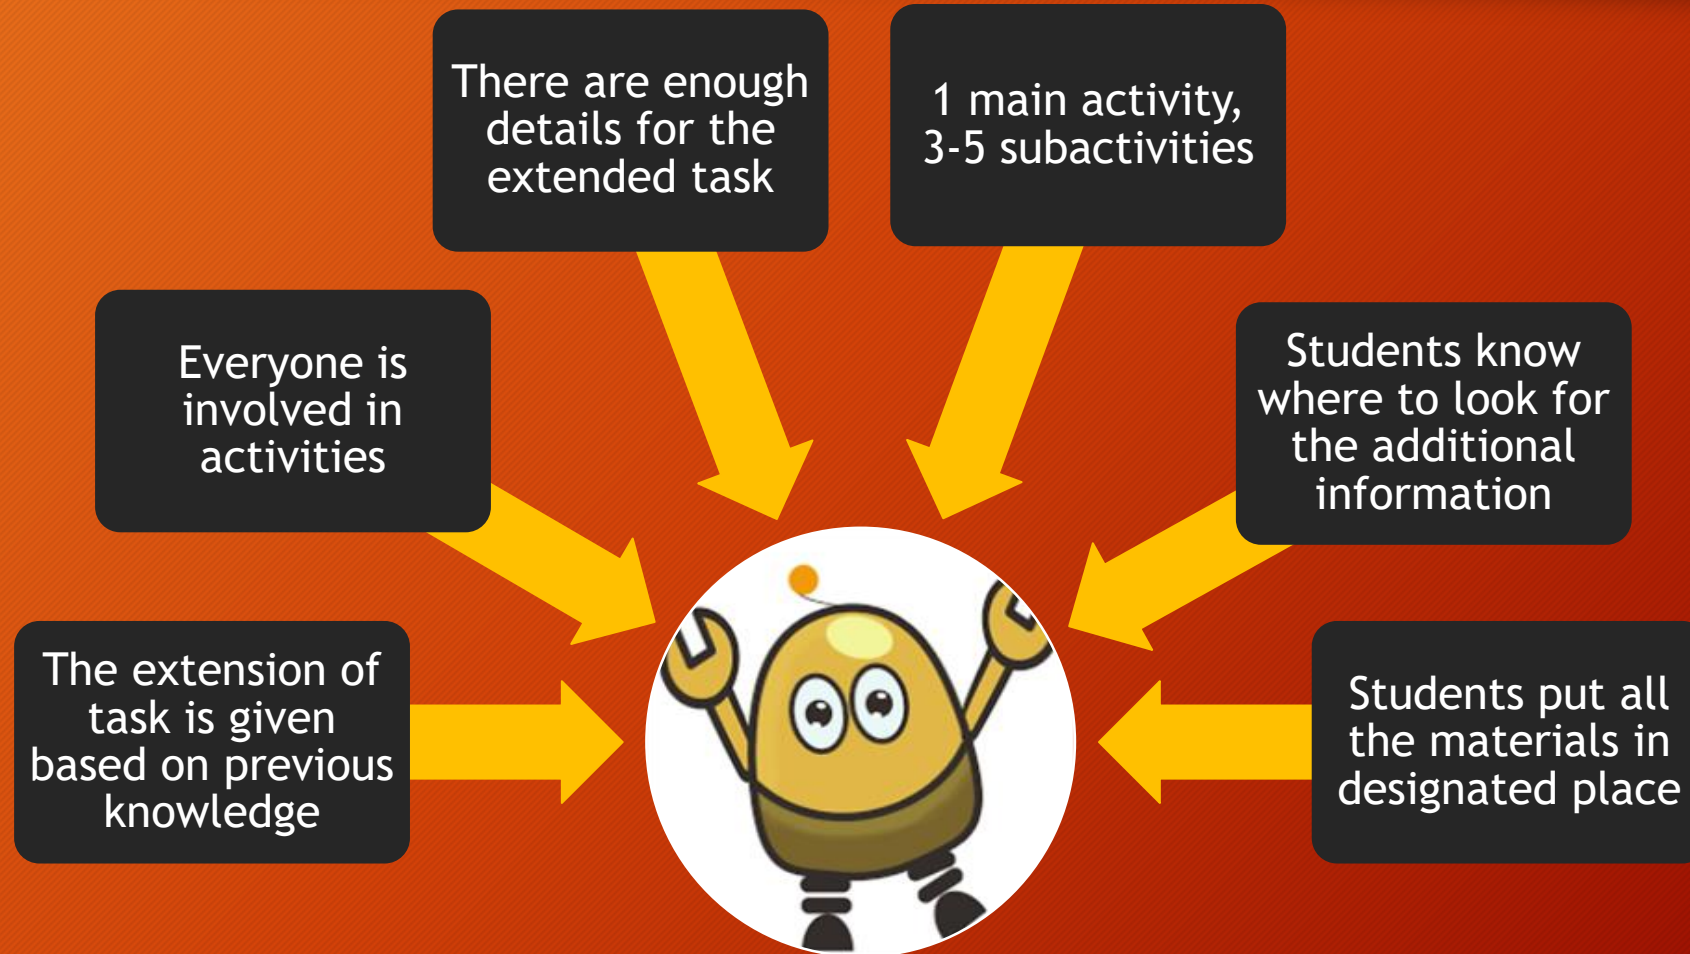 There are enough
details for the
extended task
1 main activity,
3-5 subactivities
Everyone is
involved in
activities
Students know
where to look for
the additional
information
The extension of
task is given
based on previous
knowledge
Students put all
the materials in
designated place